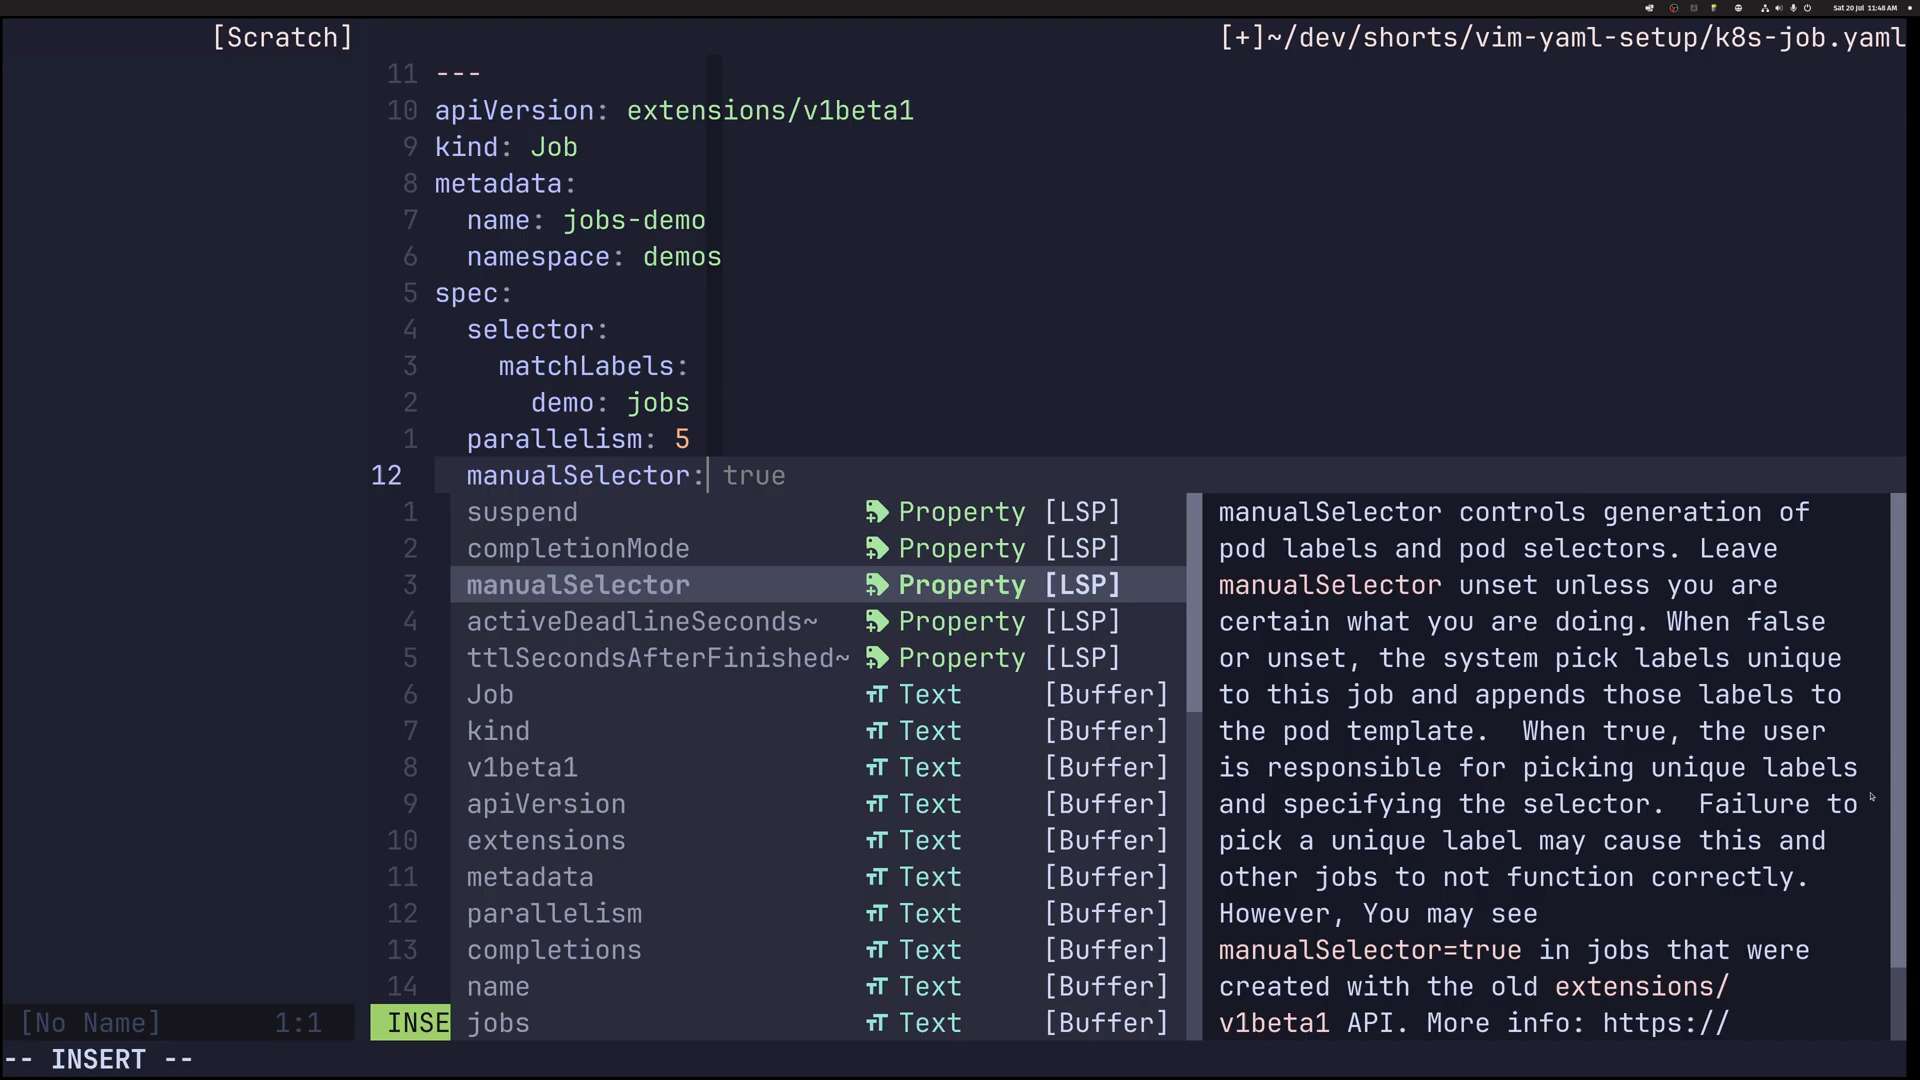 Sat 20 Jul 11:48 AM
[Scratch] [+]~/dev/shorts/vim-yaml-setup/k8s-job.yaml
11 ---
10 apiVersion: extensions/v1beta1
9 kind: Job
8 metadata:
7 name: jobs-demo
6 namespace: demos
5 spec:
4 selector:
3 matchLabels:
2 demo: jobs
1 parallelism: 5
12 manualSelector: true
1 suspend Property [LSP]
2 completionMode Property [LSP]
3 manualSelector Property [LSP]
4 activeDeadlineSeconds~ Property [LSP]
5 ttlSecondsAfterFinished~ Property [LSP]
6 Job Text [Buffer]
7 kind Text [Buffer]
8 v1beta1 Text [Buffer]
9 apiVersion Text [Buffer]
10 extensions Text [Buffer]
11 metadata Text [Buffer]
12 parallelism Text [Buffer]
13 completions Text [Buffer]
14 name Text [Buffer]
jobs Text [Buffer]
manualSelector controls generation of
pod labels and pod selectors. Leave
manualSelector unset unless you are
certain what you are doing. When false
or unset, the system pick labels unique
to this job and appends those labels to
the pod template.  When true, the user
is responsible for picking unique labels
and specifying the selector.  Failure to
pick a unique label may cause this and
other jobs to not function correctly.
However, You may see
manualSelector=true in jobs that were
created with the old extensions/
v1beta1 API. More info: https://
[No Name] 1:1 INSE
-- INSERT --